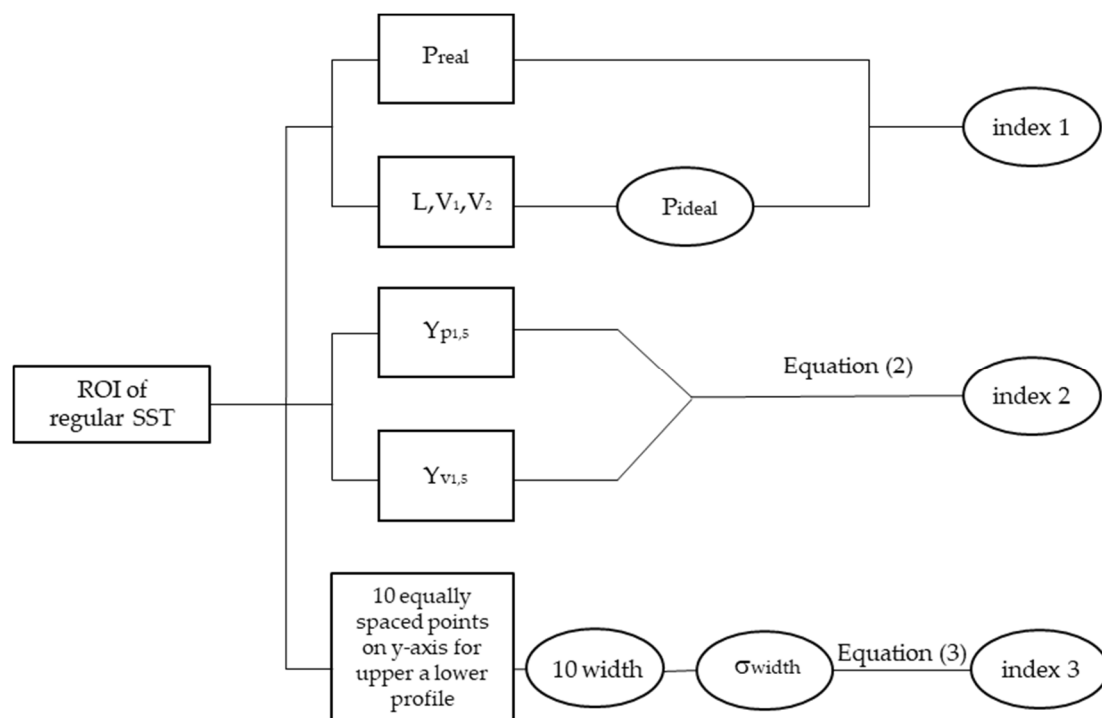 Preal
index 1
L,V1,V2
Pideal
Yp1,5
Equation (2)
index 2
ROI of
regular SST
Yv1,5
10 equally
spaced points
on y-axis for
upper a lower
profile
10 width
σwidth
Equation (3)
index 3